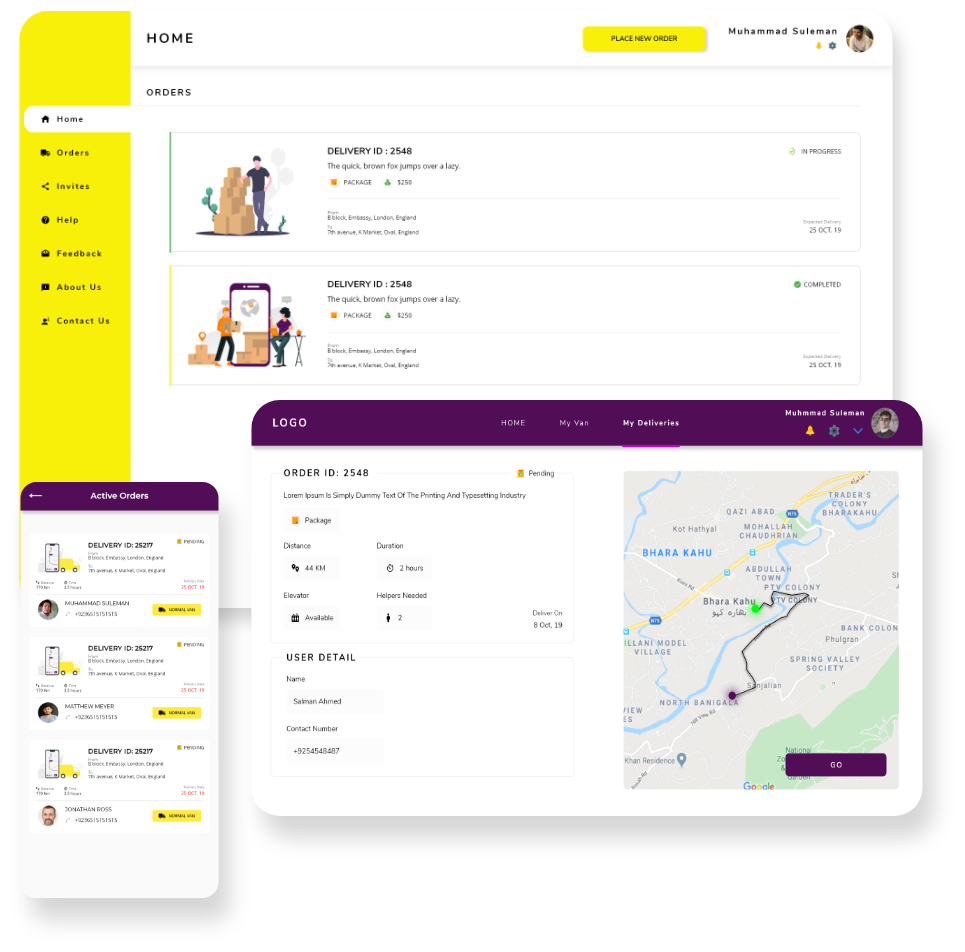 HOME
PLACE NEW ORDER
Muhammad Suleman
ORDERS
Home
Orders
Invites
Help
Feedback
About Us
Contact Us
DELIVERY ID : 2548
IN PROGRESS
The quick, brown fox jumps over a lazy.
PACKAGE $250
From
B block, Embassy, London, England
To
7th avenue, K Market, Oval, England
Expected Delivery
25 OCT. 19
DELIVERY ID : 2548
COMPLETED
The quick, brown fox jumps over a lazy.
PACKAGE $250
From
B block, Embassy, London, England
To
7th avenue, K Market, Oval, England
Expected Delivery
25 OCT. 19
LOGO
HOME My Van My Deliveries
Muhmmad Suleman
ORDER ID: 2548
Pending
Lorem Ipsum Is Simply Dummy Text Of The Printing And Typesetting Industry
Package
Distance Duration
44 KM 2 hours
Elevator Helpers Needed
Available 2
Deliver On
8 Oct, 19
USER DETAIL
Name
Salman Ahmed
Contact Number
+9254548487
TRADER'S
COLONY
BHARAKAHU
QAZI ABAD
N75
Kot Hathyal
MOHALLAH
CHAUDHRIAN
BHARA KAHU
ABDULLAH
TOWN
PTV COLONY
PTV COLONY
Bhara Kahu
بھارہ کہو
N75
BANK COLON
Phulgran
ILLANI MODEL
VILLAGE
SPRING VALLEY
SOCIETY
Sanjalian
NORTH BANIGALA
Hill View Rd
VIEW
ES
Khan Residence
National
GO
Google
Active Orders
DELIVERY ID: 25217
PENDING
From
B block, Embassy, London, England
To
7th avenue, K Market, Oval, England
Distance Time
170 Km 3.5 hours
Delivery Date
25 OCT. 19
MUHAMMAD SULEMAN
+9236515151515
NORMAL VAN
DELIVERY ID: 25217
PENDING
From
B block, Embassy, London, England
To
7th avenue, K Market, Oval, England
Distance Time
170 Km 3.5 hours
Delivery Date
25 OCT. 19
MATTHEW MEYER
+9236515151515
NORMAL VAN
DELIVERY ID: 25217
PENDING
From
B block, Embassy, London, England
To
7th avenue, K Market, Oval, England
Distance Time
170 Km 3.5 hours
Delivery Date
25 OCT. 19
JONATHAN ROSS
+9236515151515
NORMAL VAN